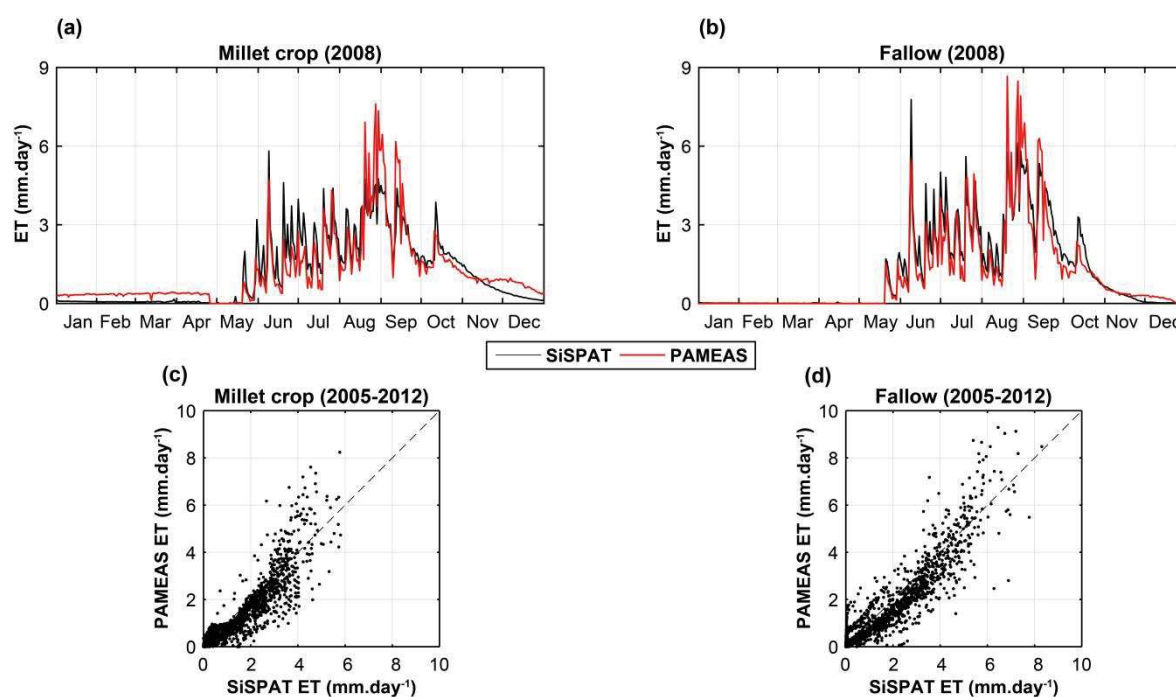 (a)
Millet crop (2008)
ET (mm.day⁻¹)
9
6
3
0
Jan Feb Mar Apr May Jun Jul Aug Sep Oct Nov Dec
(b)
Fallow (2008)
ET (mm.day⁻¹)
9
6
3
0
Jan Feb Mar Apr May Jun Jul Aug Sep Oct Nov Dec
SiSPAT PAMEAS
(c)
Millet crop (2005-2012)
PAMEAS ET (mm.day⁻¹)
10
8
6
4
2
0
0 2 4 6 8 10
SiSPAT ET (mm.day⁻¹)
(d)
Fallow (2005-2012)
PAMEAS ET (mm.day⁻¹)
10
8
6
4
2
0
0 2 4 6 8 10
SiSPAT ET (mm.day⁻¹)